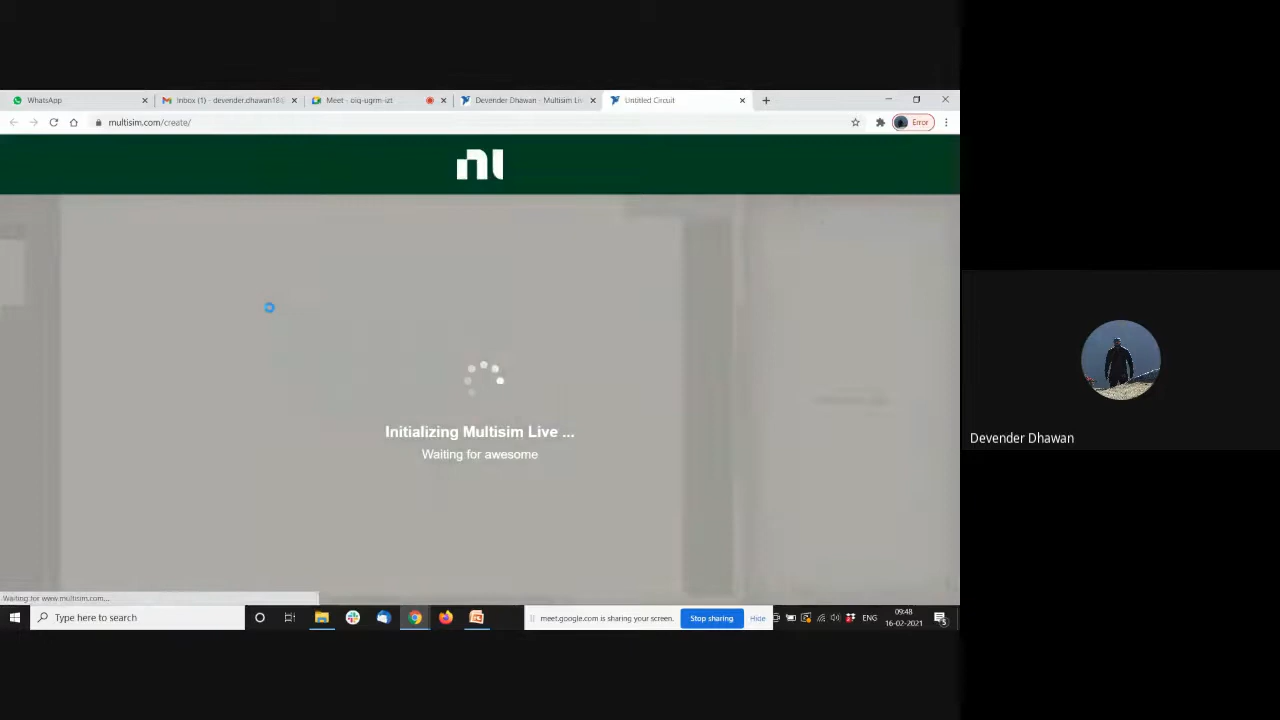 WhatsApp
Inbox (1) - devender.dhawan18@
Meet - oiq-ugrm-izt
Devender Dhawan - Multisim Liv
Untitled Circuit
multisim.com/create/
Error
ni
Initializing Multisim Live ...
Waiting for awesome
Devender Dhawan
Waiting for www.multisim.com...
Type here to search
meet.google.com is sharing your screen.
Stop sharing
Hide
ENG
09:48
16-02-2021
5